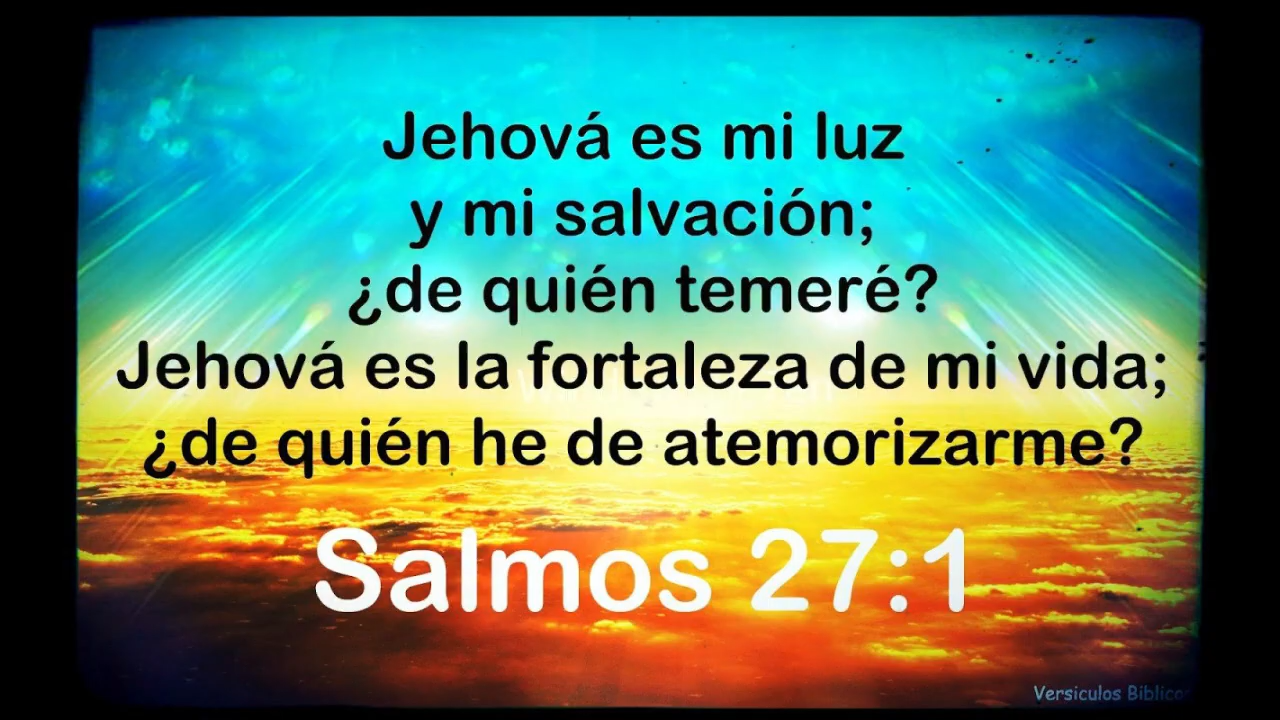 Jehová es mi luz
y mi salvación;
¿de quién temeré?
Jehová es la fortaleza de mi vida;
¿de quién he de atemorizarme?
Salmos 27:1
Versiculos Biblicos